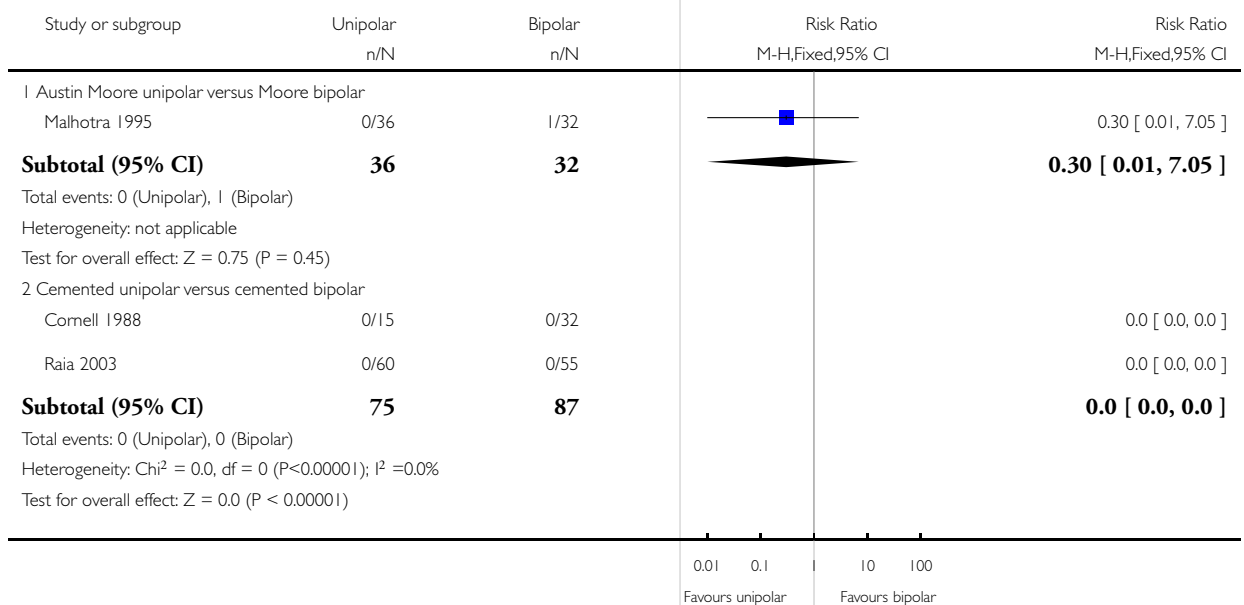 Study or subgroup Unipolar Bipolar Risk Ratio Risk Ratio
n/N n/N M-H,Fixed,95% CI M-H,Fixed,95% CI
1 Austin Moore unipolar versus Moore bipolar
Malhotra 1995 0/36 1/32 0.30 [ 0.01, 7.05 ]
Subtotal (95% CI) 36 32 0.30 [ 0.01, 7.05 ]
Total events: 0 (Unipolar), 1 (Bipolar)
Heterogeneity: not applicable
Test for overall effect: Z = 0.75 (P = 0.45)
2 Cemented unipolar versus cemented bipolar
Cornell 1988 0/15 0/32 0.0 [ 0.0, 0.0 ]
Raia 2003 0/60 0/55 0.0 [ 0.0, 0.0 ]
Subtotal (95% CI) 75 87 0.0 [ 0.0, 0.0 ]
Total events: 0 (Unipolar), 0 (Bipolar)
Heterogeneity: Chi² = 0.0, df = 0 (P<0.00001); I² =0.0%
Test for overall effect: Z = 0.0 (P < 0.00001)
0.01 0.1 1 10 100
Favours unipolar Favours bipolar